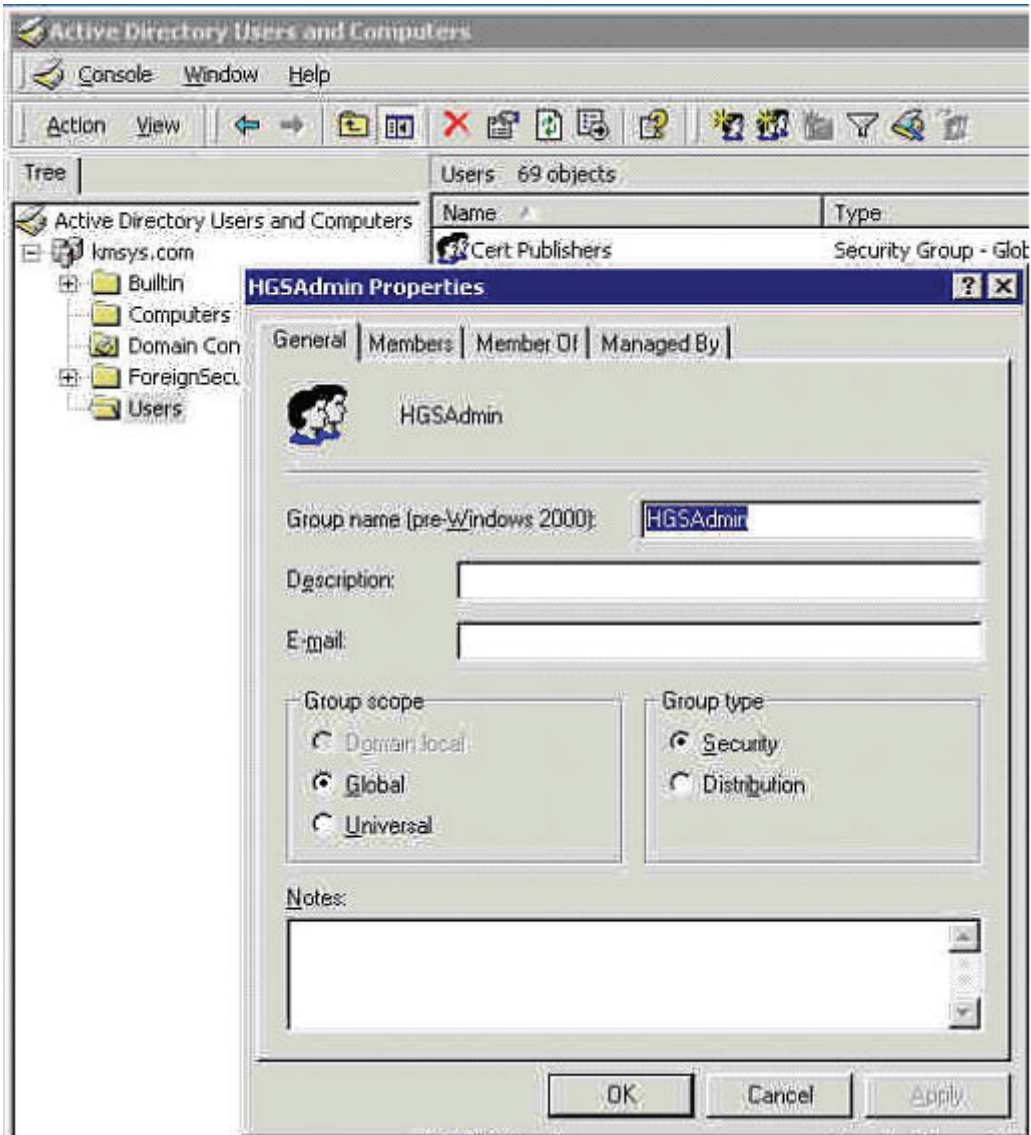 Active Directory Users and Computers
Console Window Help
Action View
Tree
Users 69 objects
Active Directory Users and Computers
Name Type
kmsys.com
Cert Publishers Security Group - Glob
Builtin
Computers
Domain Con
ForeignSecu
Users
HGSAdmin Properties
General Members Member Of Managed By
HGSAdmin
Group name (pre-Windows 2000): HGSAdmin
Description:
E-mail:
Group scope
Domain local
Global
Universal
Group type
Security
Distribution
Notes:
OK Cancel Apply